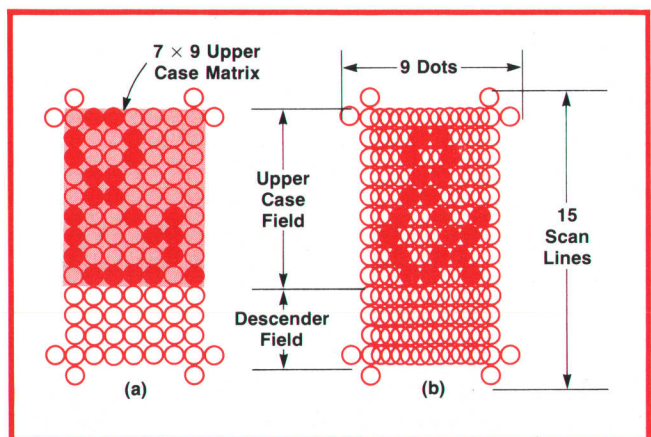 7 × 9 Upper
Case Matrix
9 Dots
Upper
Case
Field
15
Scan
Lines
Descender
Field
(a)
(b)